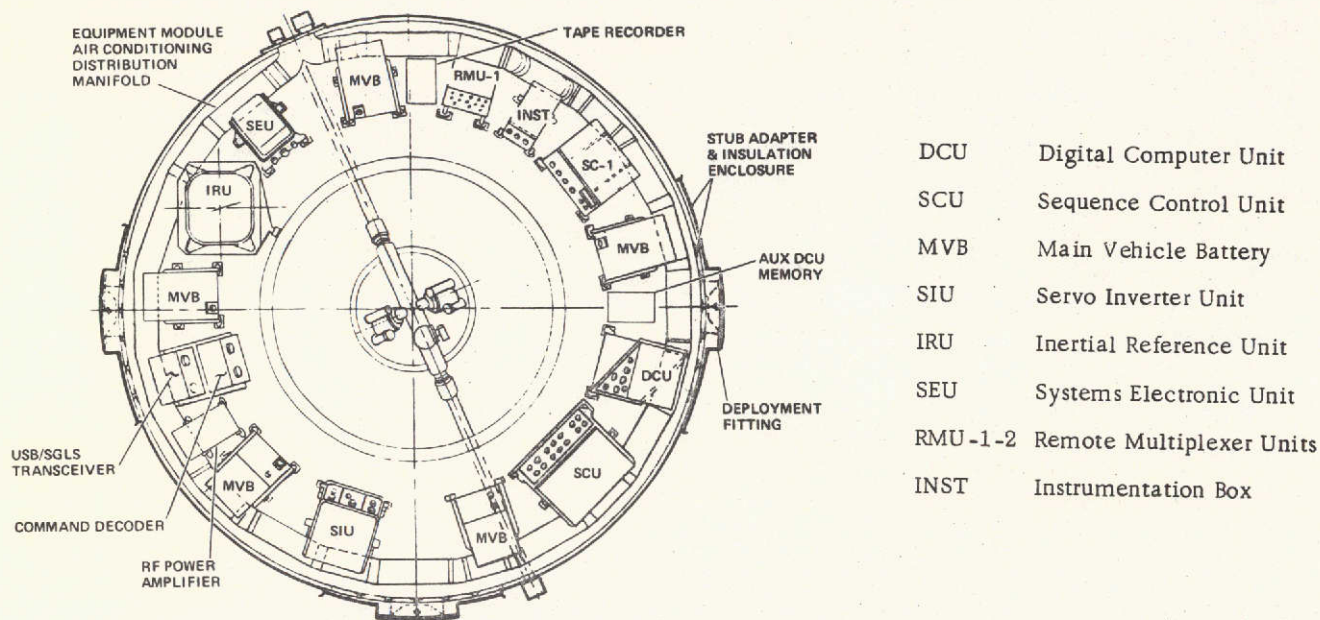 EQUIPMENT MODULE
AIR CONDITIONING
DISTRIBUTION
MANIFOLD
TAPE RECORDER
MVB
RMU-1
INST
SEU
SC-1
STUB ADAPTER
& INSULATION
ENCLOSURE
IRU
MVB
AUX DCU
MEMORY
MVB
DCU
DEPLOYMENT
FITTING
USB/SGLS
TRANSCEIVER
MVB
SCU
COMMAND DECODER
SIU
MVB
RF POWER
AMPLIFIER
DCU Digital Computer Unit
SCU Sequence Control Unit
MVB Main Vehicle Battery
SIU Servo Inverter Unit
IRU Inertial Reference Unit
SEU Systems Electronic Unit
RMU-1-2 Remote Multiplexer Units
INST Instrumentation Box